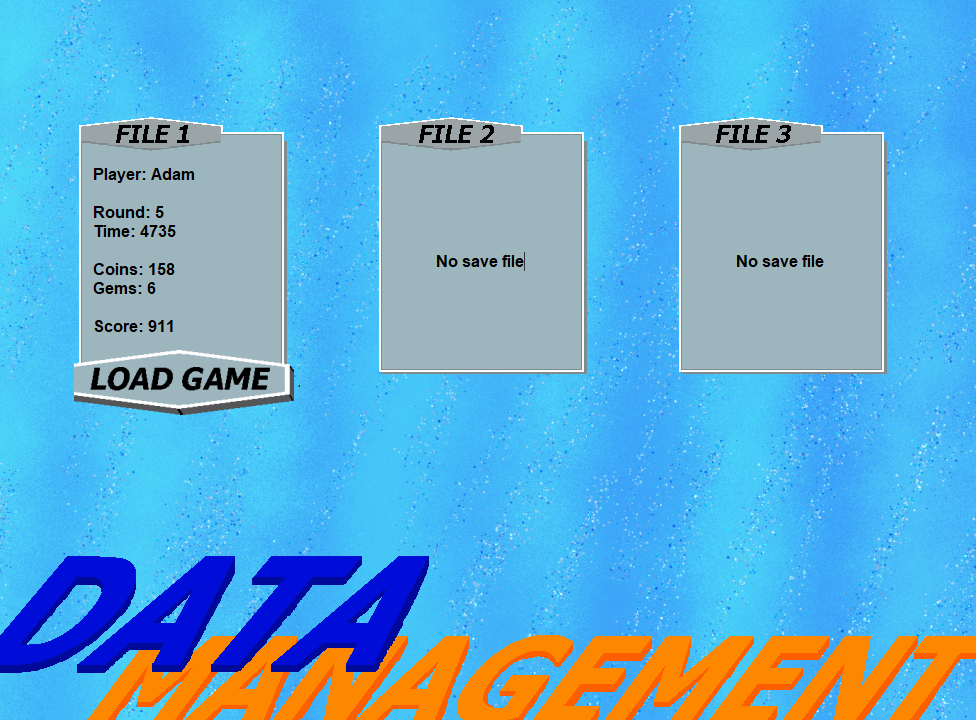 FILE 1
Player: Adam
Round: 5
Time: 4735
Coins: 158
Gems: 6
Score: 911
LOAD GAME
FILE 2
No save file
FILE 3
No save file
DATA
MANAGEMENT